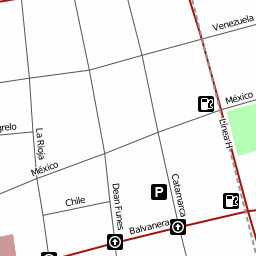 Venezuela
México
Línea H
grelo
La Rioja
México
Dean Funes
Catamarca
Chile
P
Balvanera